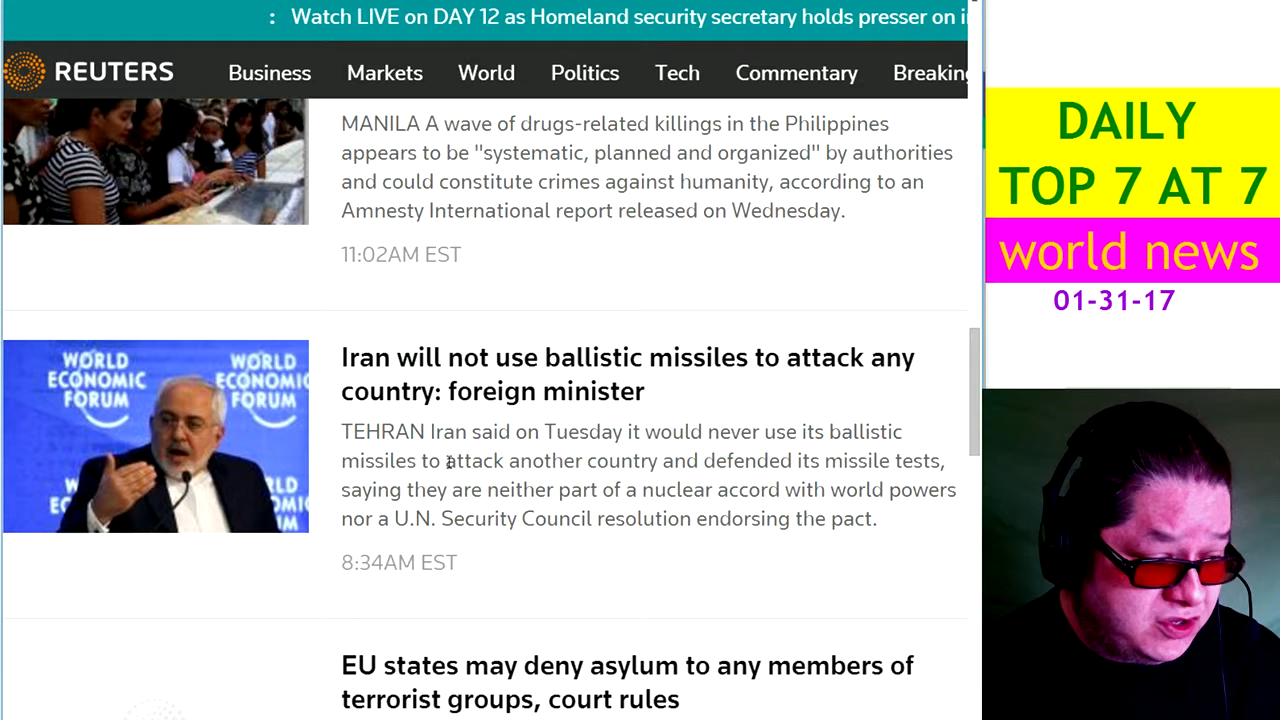 : Watch LIVE on DAY 12 as Homeland security secretary holds presser on
REUTERS Business Markets World Politics Tech Commentary Breaking
MANILA A wave of drugs-related killings in the Philippines
appears to be "systematic, planned and organized" by authorities
and could constitute crimes against humanity, according to an
Amnesty International report released on Wednesday.
11:02AM EST
WORLD ECONOMIC FORUM
WORLD ECONOMIC FORUM
Iran will not use ballistic missiles to attack any
country: foreign minister
TEHRAN Iran said on Tuesday it would never use its ballistic
missiles to attack another country and defended its missile tests,
saying they are neither part of a nuclear accord with world powers
nor a U.N. Security Council resolution endorsing the pact.
8:34AM EST
EU states may deny asylum to any members of
terrorist groups, court rules
DAILY
TOP 7 AT 7
world news
01-31-17